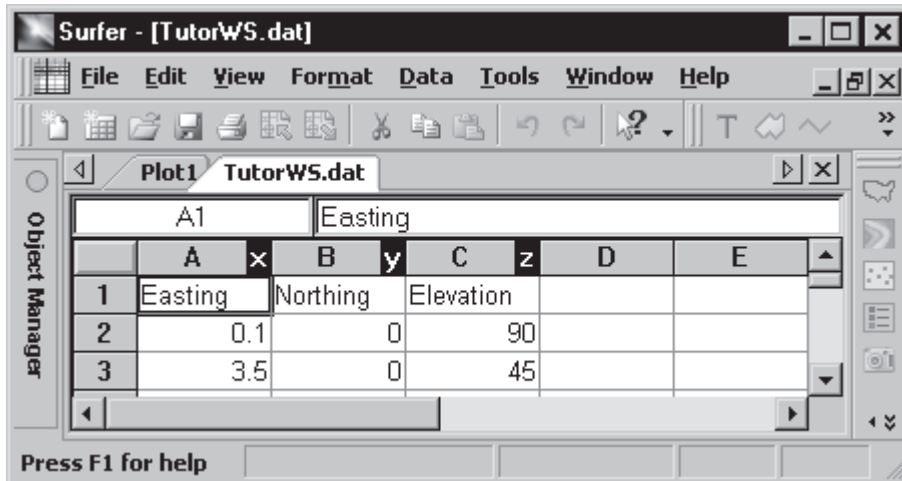 Surfer - [TutorWS.dat]
File Edit View Format Data Tools Window Help
Plot1 TutorWS.dat
A1 Easting
A x B y C z D E
1 Easting Northing Elevation
2 0.1 0 90
3 3.5 0 45
Object Manager
Press F1 for help